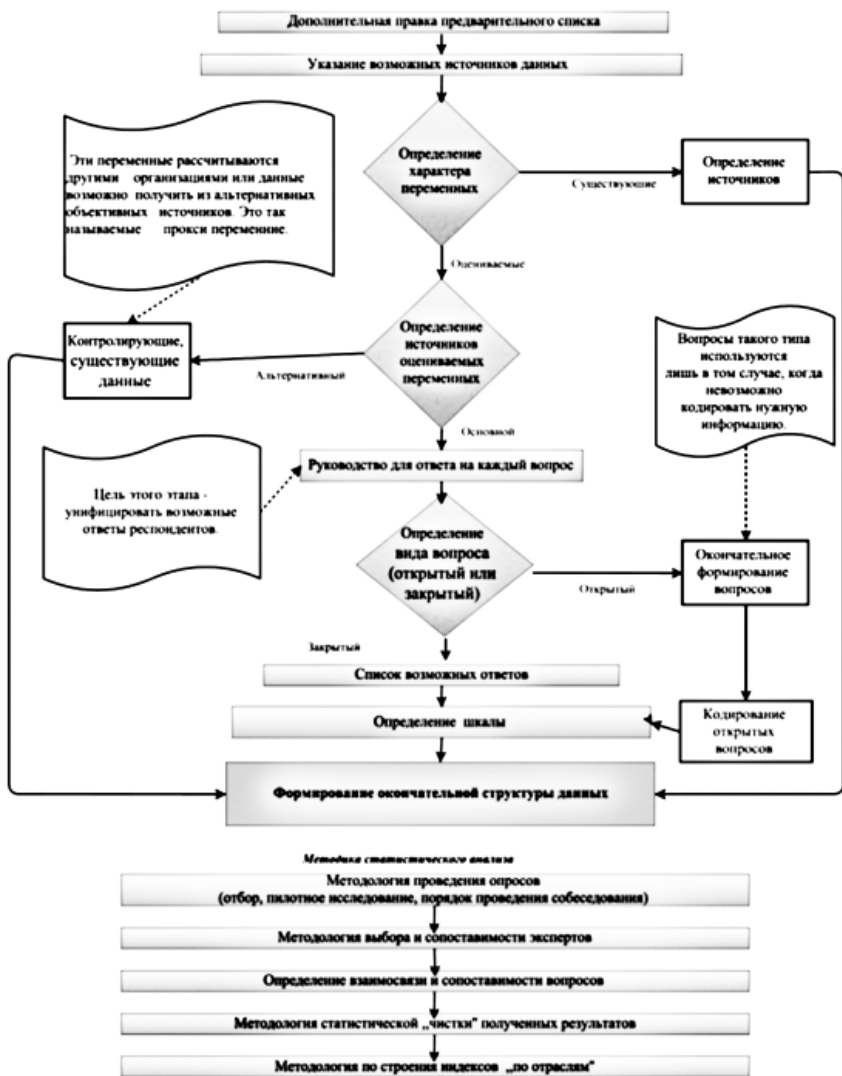 Дополнительная правка предварительного списка
Указание возможных источников данных
Эти переменные рассчитываются
другими организациями или данные
возможно получить из альтернативных
объективных источников. Это так
называемые прокси переменние.
Определение
характера
переменных
Существующие
Определение
источников
Оцениваемые
Контролирующие,
существующие
данные
Альтернативный
Определение
источников
оцениваемых
переменных
Вопросы такого типа
используются
лишь в том случае, когда
невозможно
кодировать нужную
информацию.
Основной
Руководство для ответа на каждый вопрос
Цель этого этапа -
унифицировать возможные
ответы респондентов.
Определение
вида вопроса
(открытый или
закрытый)
Открытый
Окончательное
формирование
вопросов
Закрытый
Список возможных ответов
Определение шкалы
Кодирование
открытых
вопросов
Формирование окончательной структуры данных
Методика статистического анализа
Методология проведения опросов
(отбор, пилотное исследование, порядок проведения собеседования)
Методология выбора и сопоставимости экспертов
Определение взаимосвязи и сопоставимости вопросов
Методология статистической „чистки" полученных результатов
Методология по строения индексов „по отраслям"